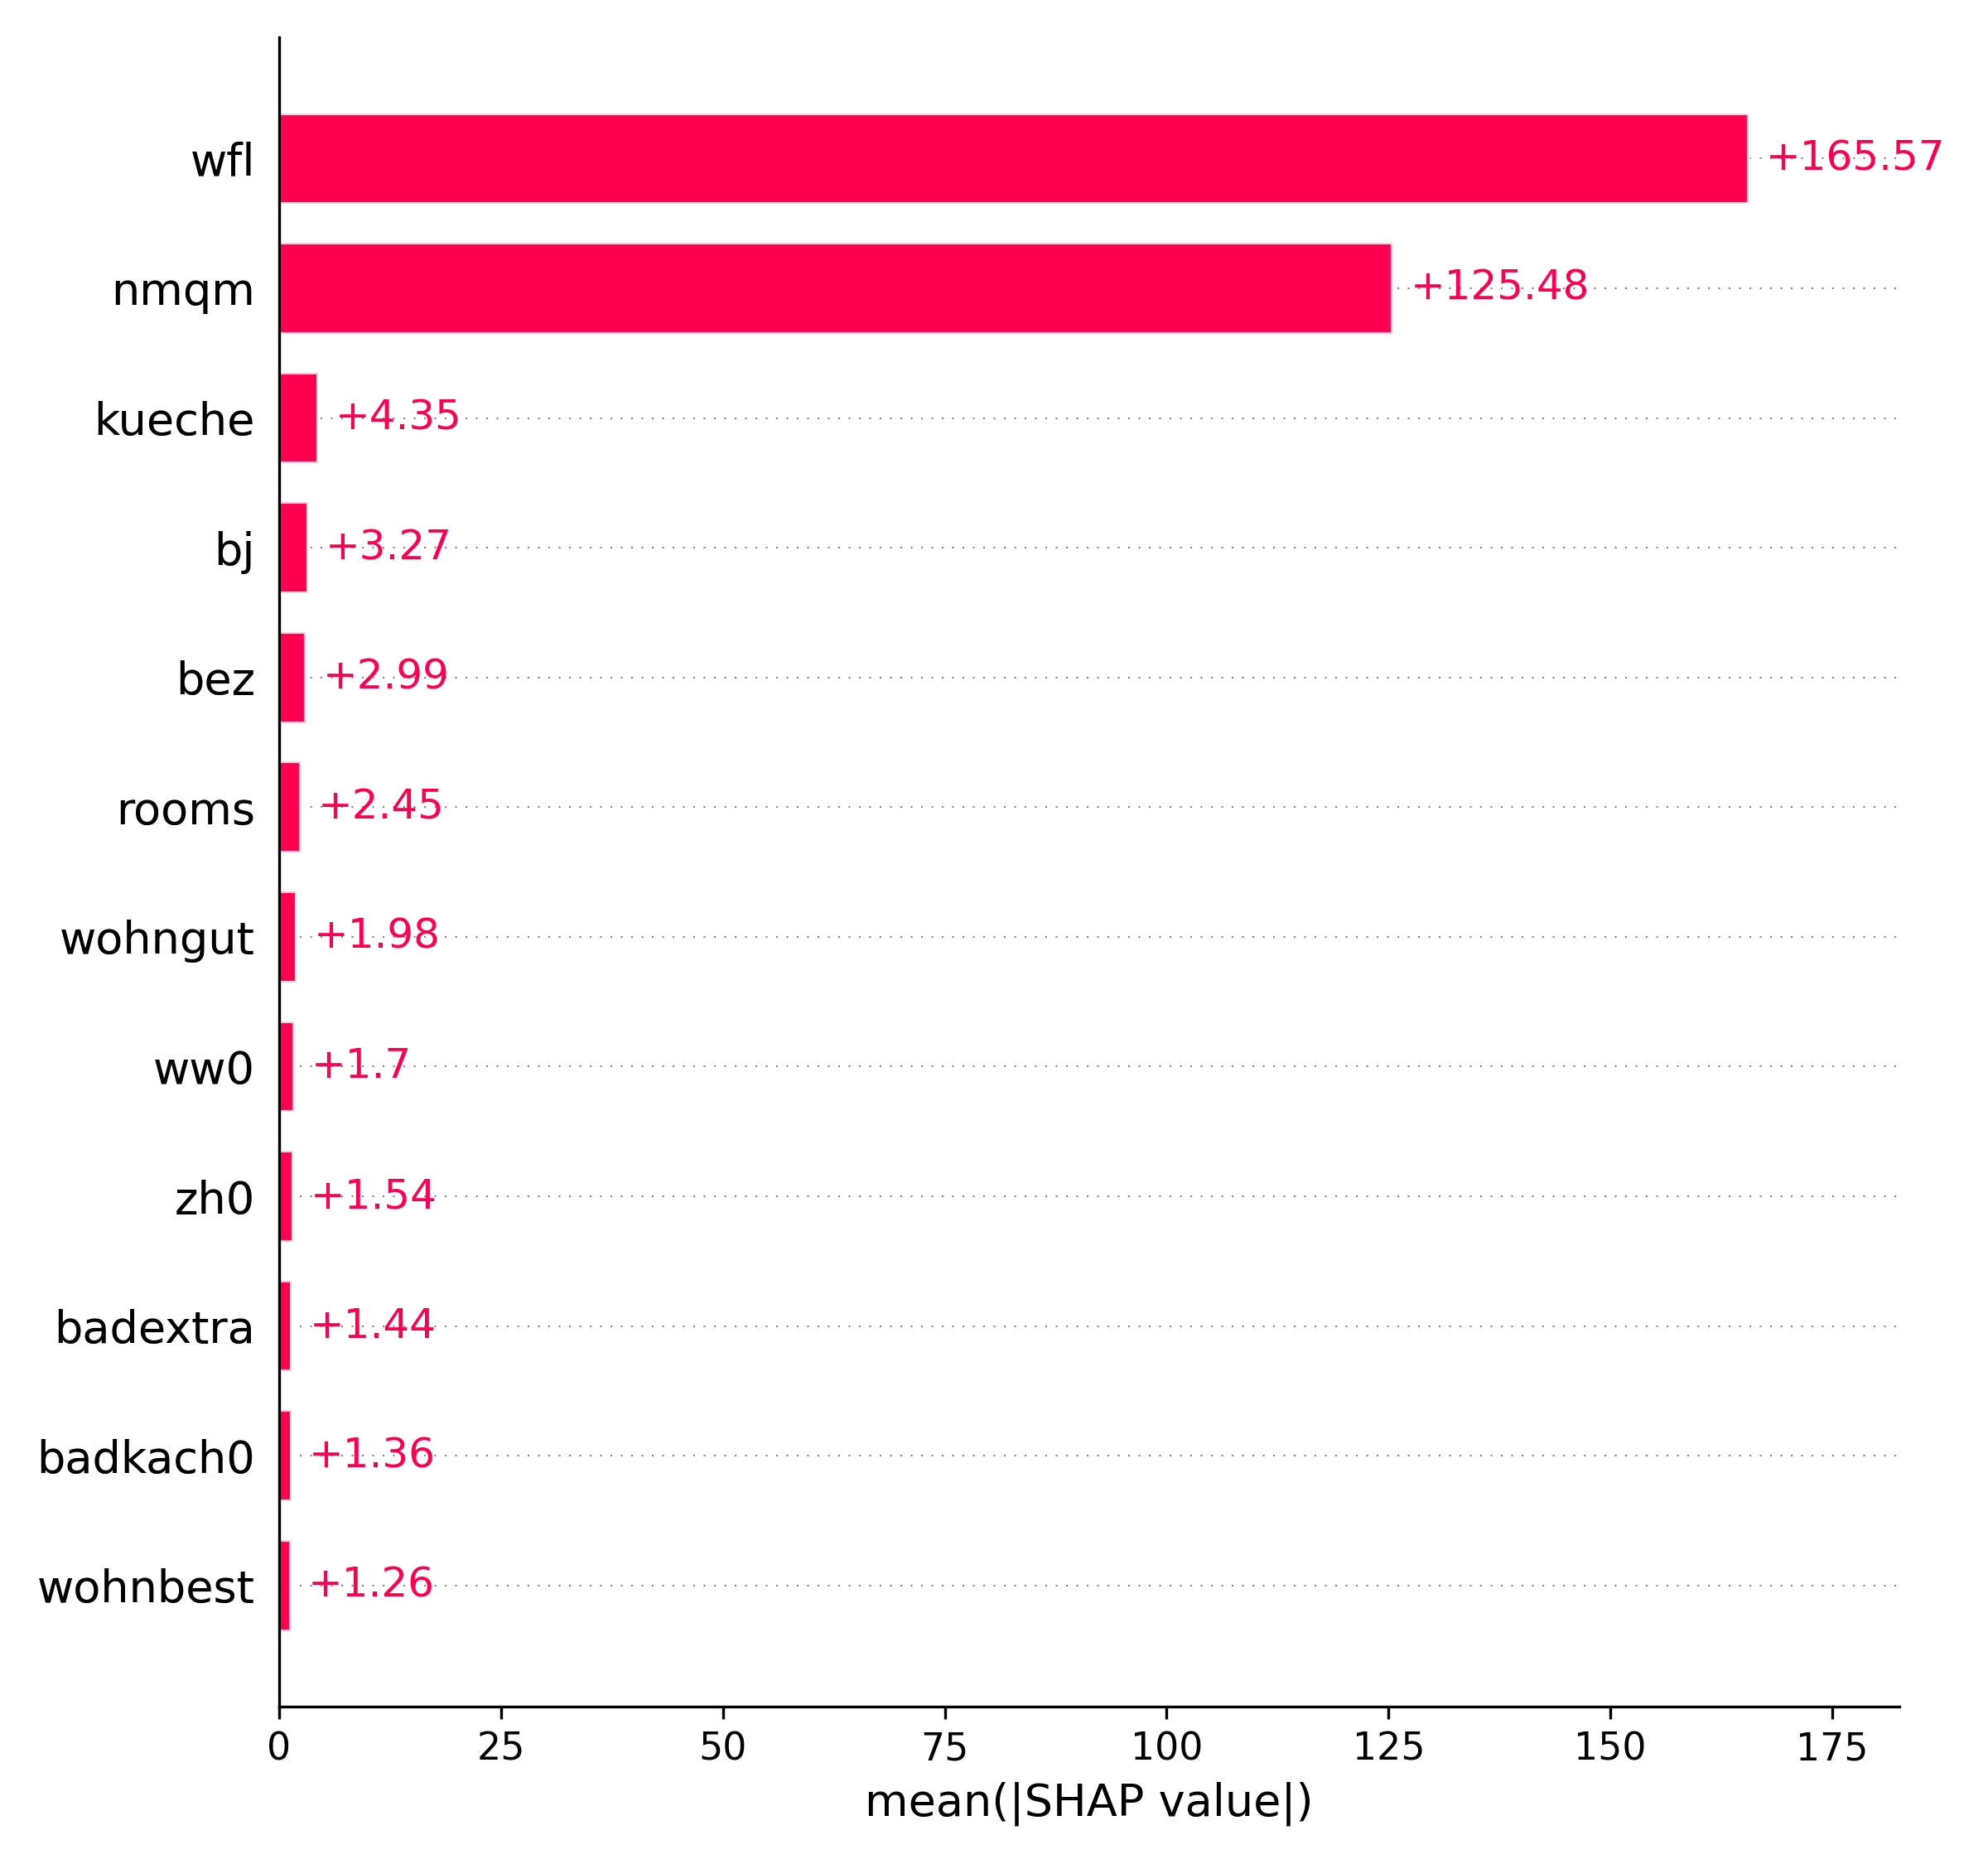 wfl +165.57
nmqm +125.48
kueche +4.35
bj +3.27
bez +2.99
rooms +2.45
wohngut +1.98
ww0 +1.7
zh0 +1.54
badextra +1.44
badkach0 +1.36
wohnbest +1.26
0 25 50 75 100 125 150 175
mean(|SHAP value|)